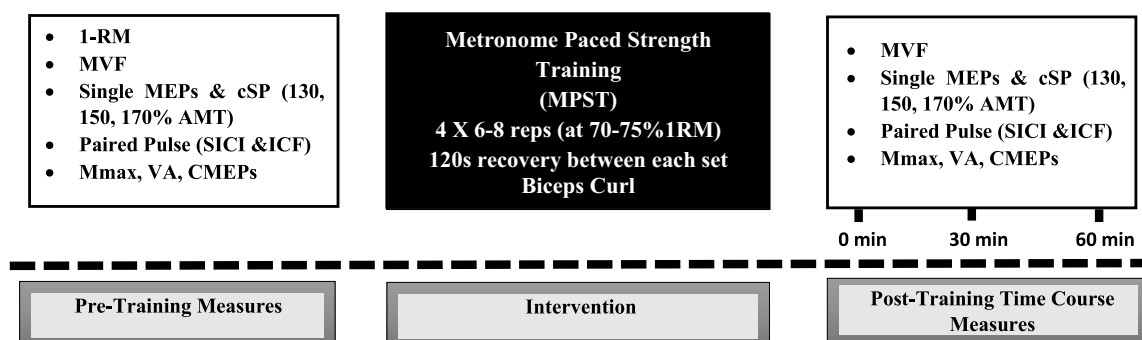 • 1-RM
• MVF
• Single MEPs & cSP (130,
150, 170% AMT)
• Paired Pulse (SICI &ICF)
• Mmax, VA, CMEPs
Metronome Paced Strength
Training
(MPST)
4 X 6-8 reps (at 70-75%1RM)
120s recovery between each set
Biceps Curl
• MVF
• Single MEPs & cSP (130,
150, 170% AMT)
• Paired Pulse (SICI &ICF)
• Mmax, VA, CMEPs
0 min 30 min 60 min
Pre-Training Measures
Intervention
Post-Training Time Course
Measures